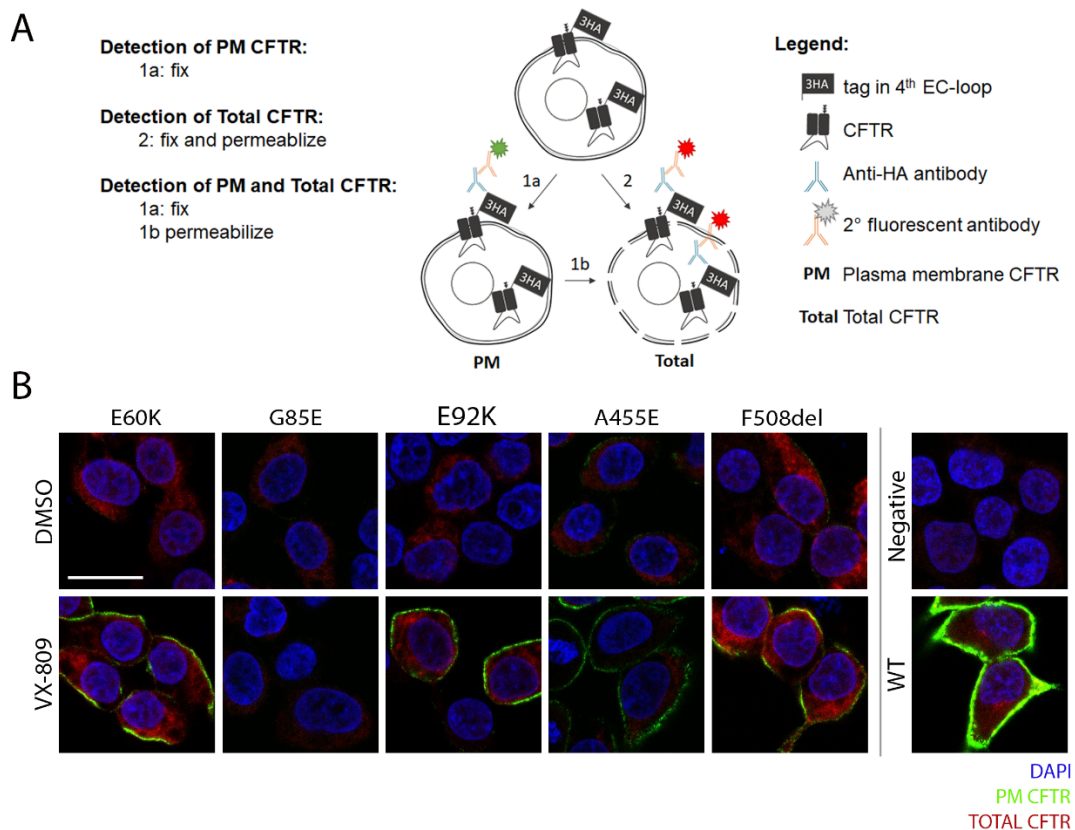 A
Detection of PM CFTR:
1a: fix
Detection of Total CFTR:
2: fix and permeablize
Detection of PM and Total CFTR:
1a: fix
1b permeabilize
3HA
3HA
1a
2
3HA
3HA
1b
3HA
3HA
PM
Total
Legend:
3HA tag in 4th EC-loop
CFTR
Anti-HA antibody
2° fluorescent antibody
PM Plasma membrane CFTR
Total Total CFTR
B
E60K G85E E92K A455E F508del
DMSO
Negative
VX-809
WT
DAPI
PM CFTR
TOTAL CFTR